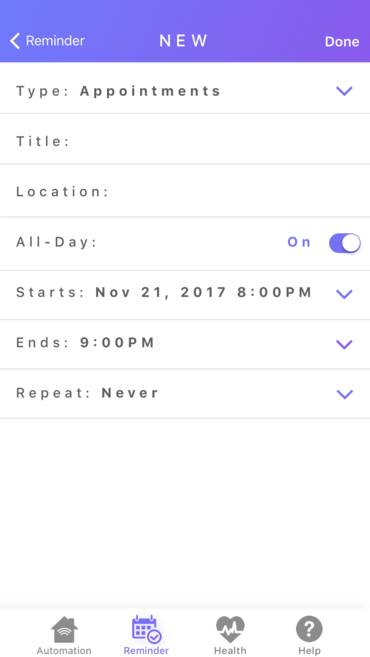 Reminder NEW Done
Type: Appointments
Title:
Location:
All-Day: On
Starts: Nov 21, 2017 8:00PM
Ends: 9:00PM
Repeat: Never
Automation Reminder Health Help